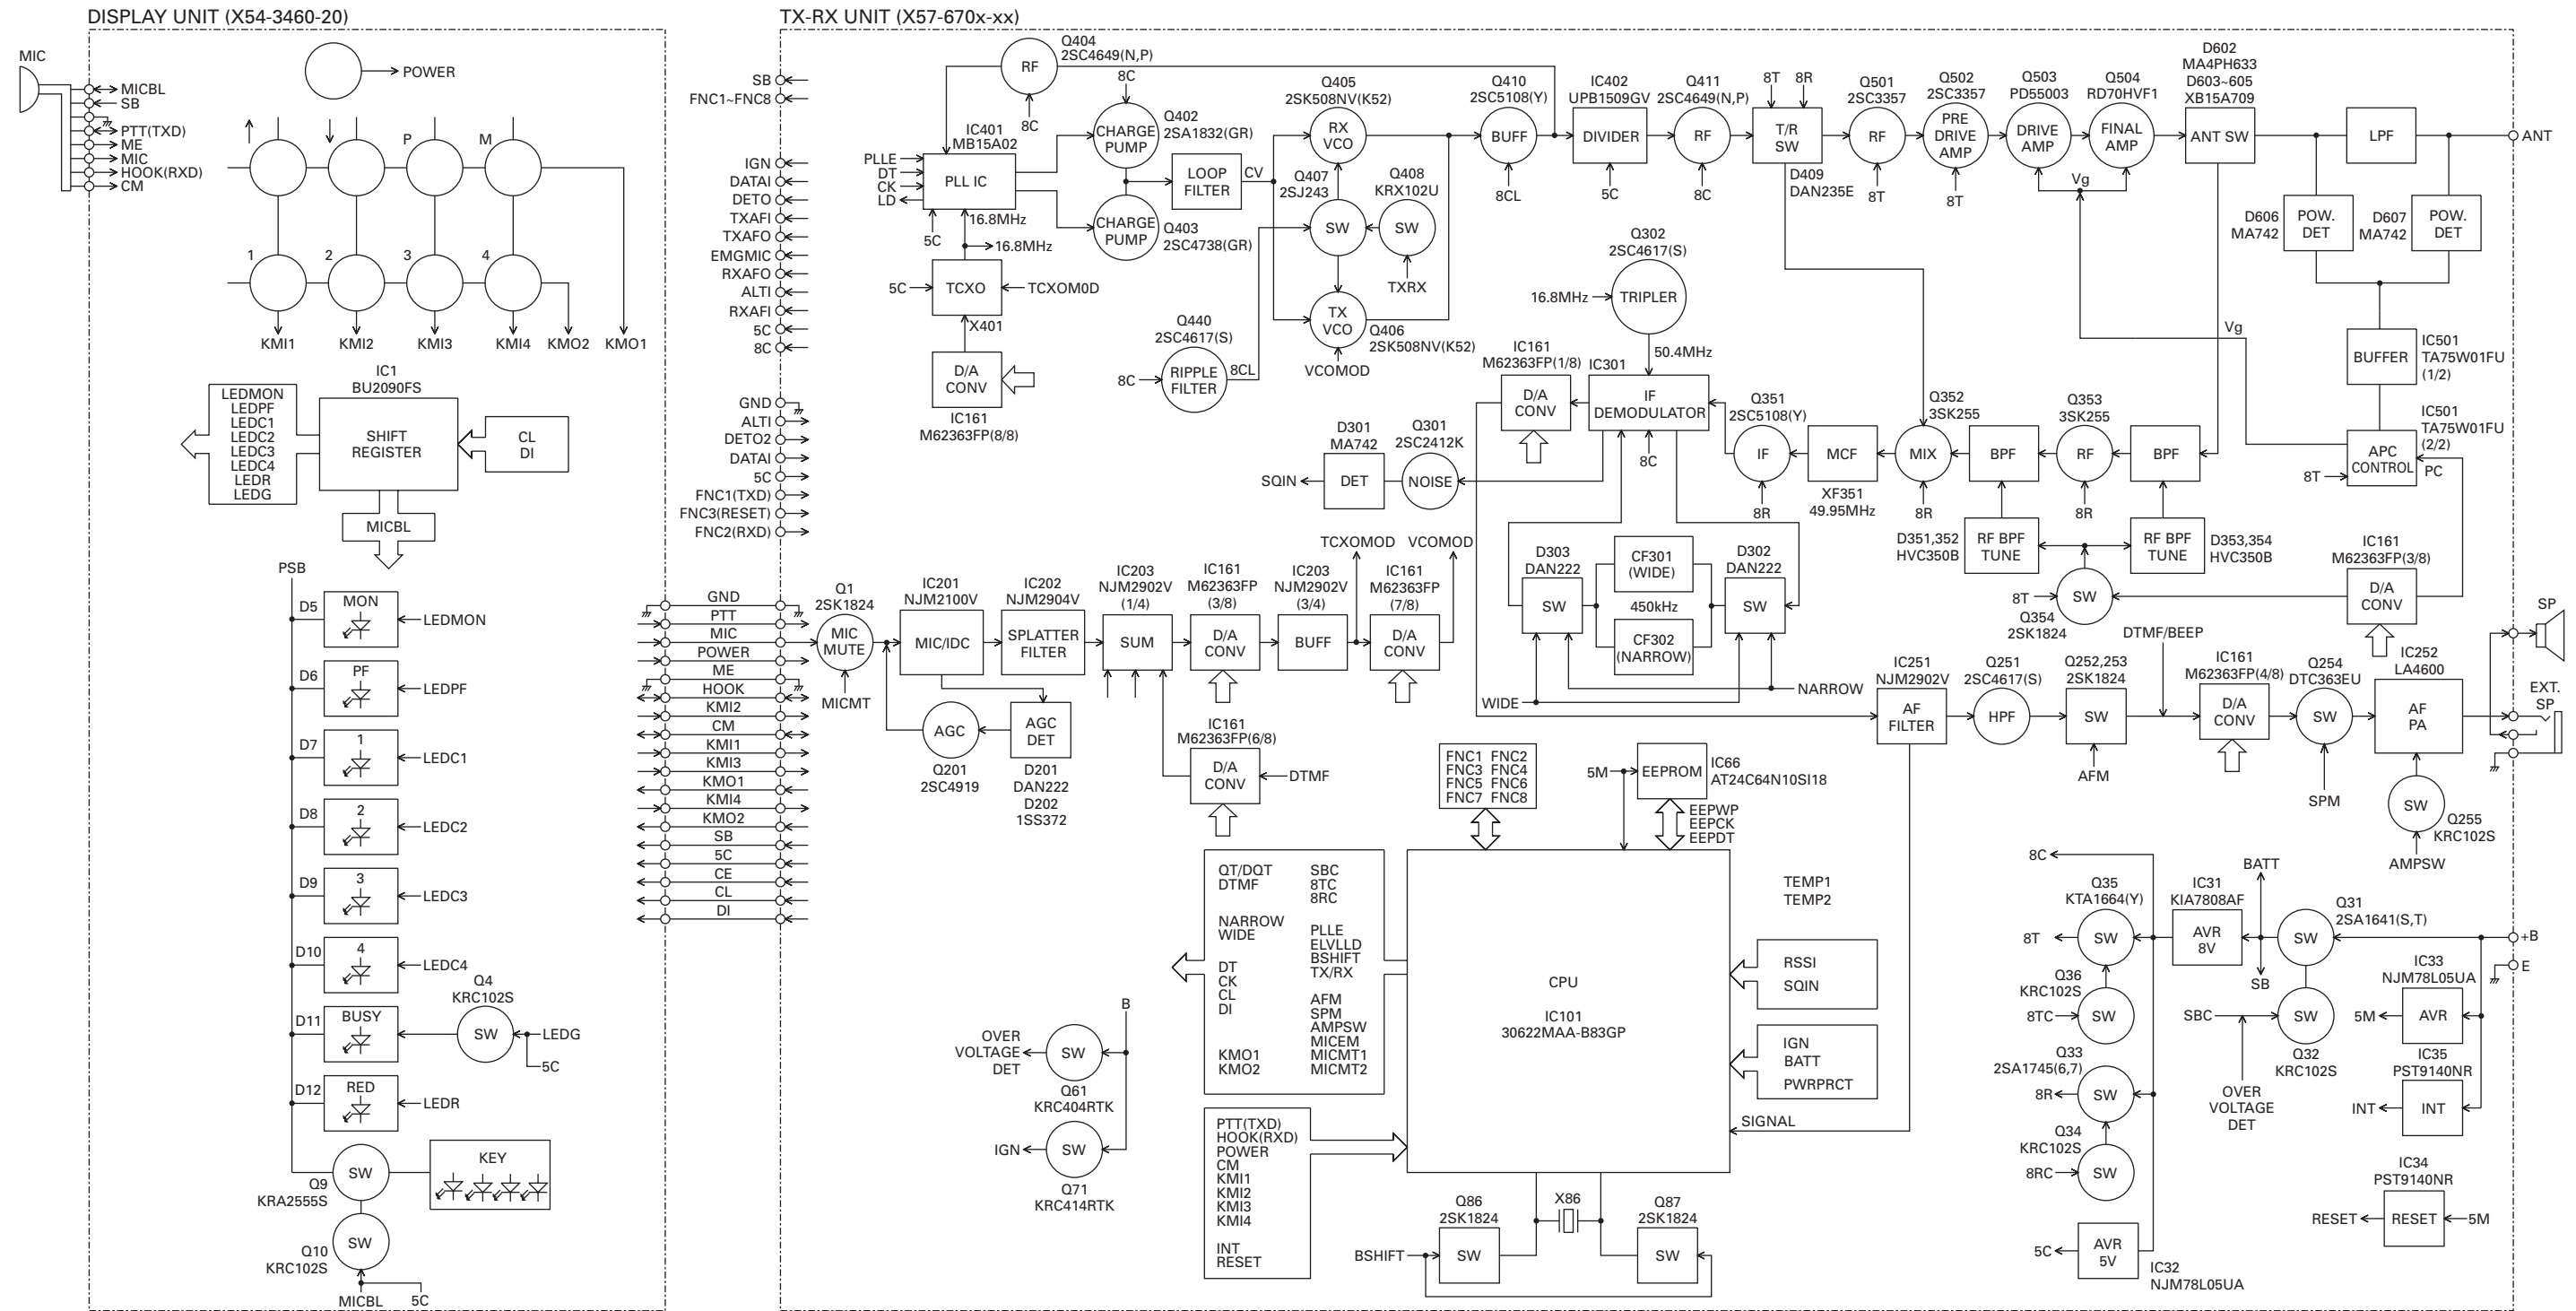 DISPLAY UNIT (X54-3460-20)
MIC
MICBL
SB
PTT(TXD)
ME
MIC
HOOK(RXD)
CM
POWER
P
M
1
2
3
4
KMI1
KMI2
KMI3
KMI4
KMO2
KMO1
IC1
BU2090FS
LEDMON
LEDPF
LEDC1
LEDC2
LEDC3
LEDC4
LEDR
LEDG
SHIFT
REGISTER
CL
DI
MICBL
PSB
D5
MON
LEDMON
D6
PF
LEDPF
D7
1
LEDC1
D8
2
LEDC2
D9
3
LEDC3
D10
4
LEDC4
Q4
KRC102S
D11
BUSY
SW
LEDG
5C
D12
RED
LEDR
SW
Q9
KRA2555S
KEY
SW
Q10
KRC102S
MICBL
5C
GND
PTT
MIC
POWER
ME
HOOK
KMI2
CM
KMI1
KMI3
KMO1
KMI4
KMO2
SB
5C
CE
CL
DI
TX-RX UNIT (X57-670x-xx)
SB
FNC1~FNC8
IGN
DATAI
DETO
TXAFI
TXAFO
EMGMIC
RXAFO
ALTI
RXAFI
5C
8C
GND
ALTI
DETO2
DATAI
5C
FNC1(TXD)
FNC3(RESET)
FNC2(RXD)
Q404
2SC4649(N,P)
RF
8C
IC401
MB15A02
PLLE
DT
CK
LD
PLL IC
5C
16.8MHz
16.8MHz
5C
TCXO
TCXOM0D
X401
D/A
CONV
IC161
M62363FP(8/8)
8C
Q402
2SA1832(GR)
CHARGE
PUMP
CHARGE
PUMP
Q403
2SC4738(GR)
LOOP
FILTER
CV
Q405
2SK508NV(K52)
RX
VCO
Q407
2SJ243
SW
Q408
KRX102U
SW
TXRX
TX
VCO
Q406
2SK508NV(K52)
VCOMOD
Q440
2SC4617(S)
8C
RIPPLE
FILTER
8CL
Q410
2SC5108(Y)
BUFF
8CL
IC402
UPB1509GV
DIVIDER
5C
Q411
2SC4649(N,P)
RF
8C
8T
8R
T/R
SW
D409
DAN235E
Q501
2SC3357
RF
8T
Q502
2SC3357
PRE
DRIVE
AMP
8T
Q503
PD55003
DRIVE
AMP
Q504
RD70HVF1
FINAL
AMP
Vg
D602
MA4PH633
D603~605
XB15A709
ANT SW
LPF
ANT
D606
MA742
POW.
DET
D607
MA742
POW.
DET
Vg
BUFFER
IC501
TA75W01FU
(1/2)
IC501
TA75W01FU
(2/2)
APC
CONTROL
PC
8T
Q302
2SC4617(S)
16.8MHz
TRIPLER
50.4MHz
IC161
M62363FP(1/8)
D/A
CONV
IC301
IF
DEMODULATOR
8C
D301
MA742
SQIN
DET
Q301
2SC2412K
NOISE
Q351
2SC5108(Y)
IF
8R
MCF
XF351
49.95MHz
Q352
3SK255
MIX
8R
BPF
Q353
3SK255
RF
8R
BPF
D351,352
HVC350B
RF BPF
TUNE
RF BPF
TUNE
D353,354
HVC350B
8T
SW
Q354
2SK1824
IC161
M62363FP(3/8)
D/A
CONV
Q1
2SK1824
MIC
MUTE
MICMT
IC201
NJM2100V
MIC/IDC
IC202
NJM2904V
SPLATTER
FILTER
AGC
Q201
2SC4919
AGC
DET
D201
DAN222
D202
1SS372
IC203
NJM2902V
(1/4)
SUM
IC161
M62363FP
(3/8)
D/A
CONV
IC203
NJM2902V
(3/4)
BUFF
TCXOMOD
VCOMOD
IC161
M62363FP
(7/8)
D/A
CONV
IC161
M62363FP(6/8)
D/A
CONV
DTMF
D303
DAN222
SW
CF301
(WIDE)
450kHz
CF302
(NARROW)
D302
DAN222
SW
WIDE
NARROW
IC251
NJM2902V
AF
FILTER
Q251
2SC4617(S)
HPF
Q252,253
2SK1824
SW
AFM
DTMF/BEEP
IC161
M62363FP(4/8)
D/A
CONV
Q254
DTC363EU
SW
SPM
IC252
LA4600
AF
PA
SW
Q255
KRC102S
AMPSW
SP
EXT.
SP
FNC1 FNC2
FNC3 FNC4
FNC5 FNC6
FNC7 FNC8
5M
EEPROM
IC66
AT24C64N10SI18
EEPWP
EEPCK
EEPDT
QT/DQT
DTMF
NARROW
WIDE
DT
CK
CL
DI
KMO1
KMO2
SBC
8TC
8RC
PLLE
ELVLLD
BSHIFT
TX/RX
AFM
SPM
AMPSW
MICEM
MICMT1
MICMT2
CPU
IC101
30622MAA-B83GP
TEMP1
TEMP2
RSSI
SQIN
IGN
BATT
PWRPRCT
SIGNAL
PTT(TXD)
HOOK(RXD)
POWER
CM
KMI1
KMI2
KMI3
KMI4
INT
RESET
B
OVER
VOLTAGE
DET
SW
Q61
KRC404RTK
IGN
SW
Q71
KRC414RTK
Q86
2SK1824
BSHIFT
SW
X86
Q87
2SK1824
SW
8C
Q35
KTA1664(Y)
8T
SW
IC31
KIA7808AF
AVR
8V
BATT
SB
Q31
2SA1641(S,T)
SW
+B
E
Q36
KRC102S
8TC
SW
SBC
SW
Q32
KRC102S
OVER
VOLTAGE
DET
IC33
NJM78L05UA
5M
AVR
IC35
PST9140NR
INT
INT
Q33
2SA1745(6,7)
8R
SW
Q34
KRC102S
8RC
SW
IC34
PST9140NR
RESET
RESET
5M
5C
AVR
5V
IC32
NJM78L05UA